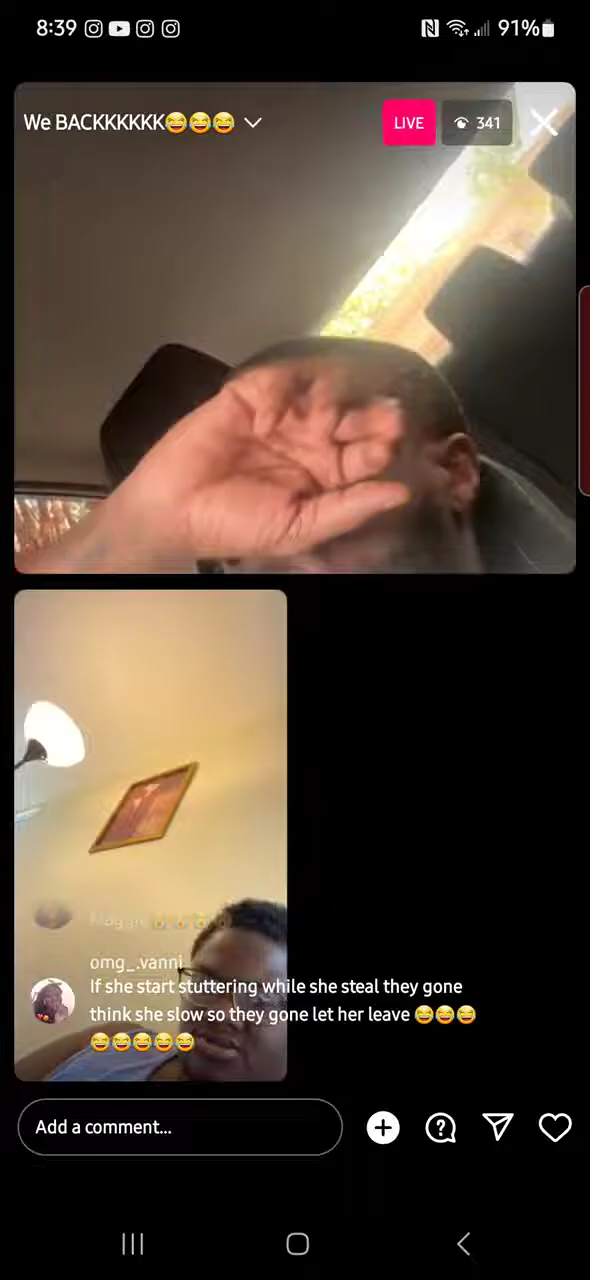 8:39 91%
We BACKKKKKK😂😂😂 LIVE 341
omg_.vanni
If she start stuttering while she steal they gone
think she slow so they gone let her leave 😂😂😂
😂😂😂😂😂
Add a comment...